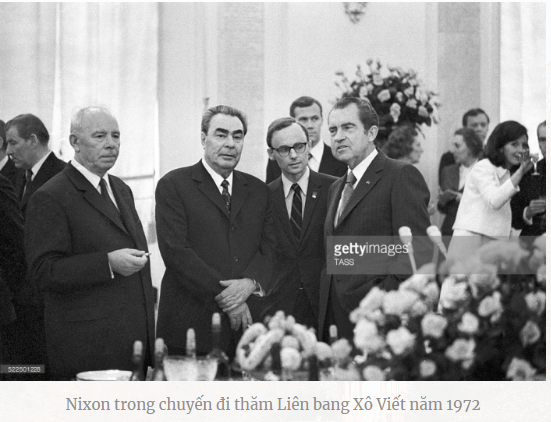 gettyimages
TASS
522501228
Nixon trong chuyến đi thăm Liên bang Xô Viết năm 1972